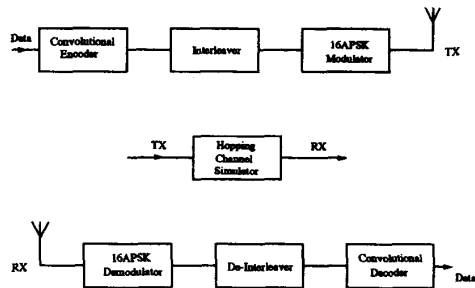 Data
Convolutional
Encoder
Interleaver
16APSK
Modulator
TX
TX
Hopping
Channel
Simulator
RX
RX
16APSK
Demodulator
De-Interleaver
Convolutional
Decoder
Data